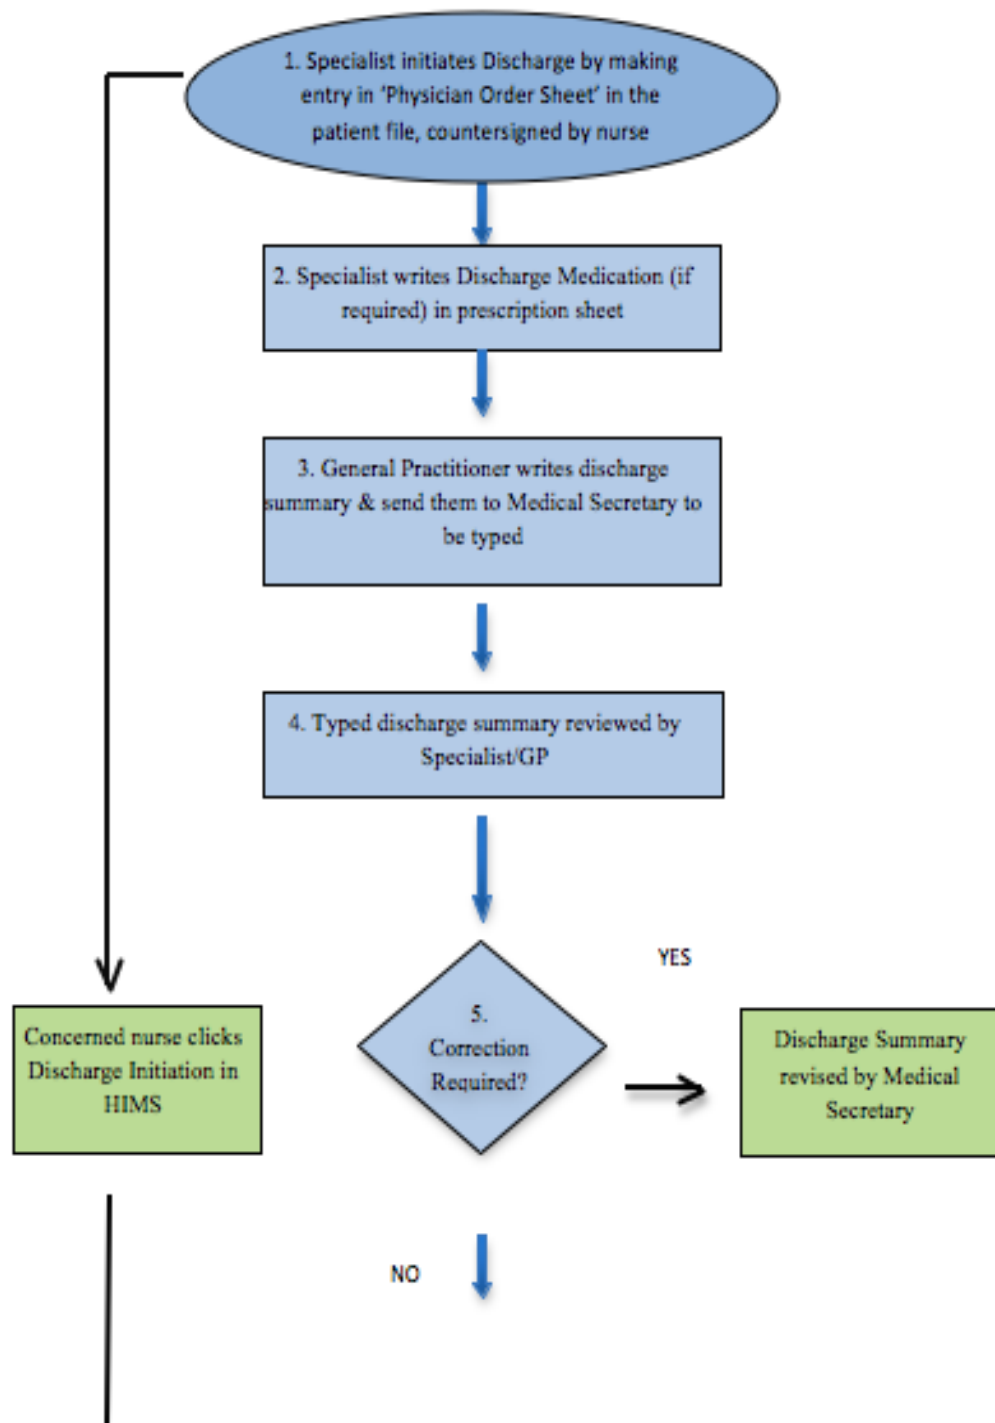 1. Specialist initiates Discharge by making
entry in ‘Physician Order Sheet’ in the
patient file, countersigned by nurse
2. Specialist writes Discharge Medication (if
required) in prescription sheet
3. General Practitioner writes discharge
summary & send them to Medical Secretary to
be typed
4. Typed discharge summary reviewed by
Specialist/GP
YES
5.
Correction
Required?
Concerned nurse clicks
Discharge Initiation in
HIMS
Discharge Summary
revised by Medical
Secretary
NO